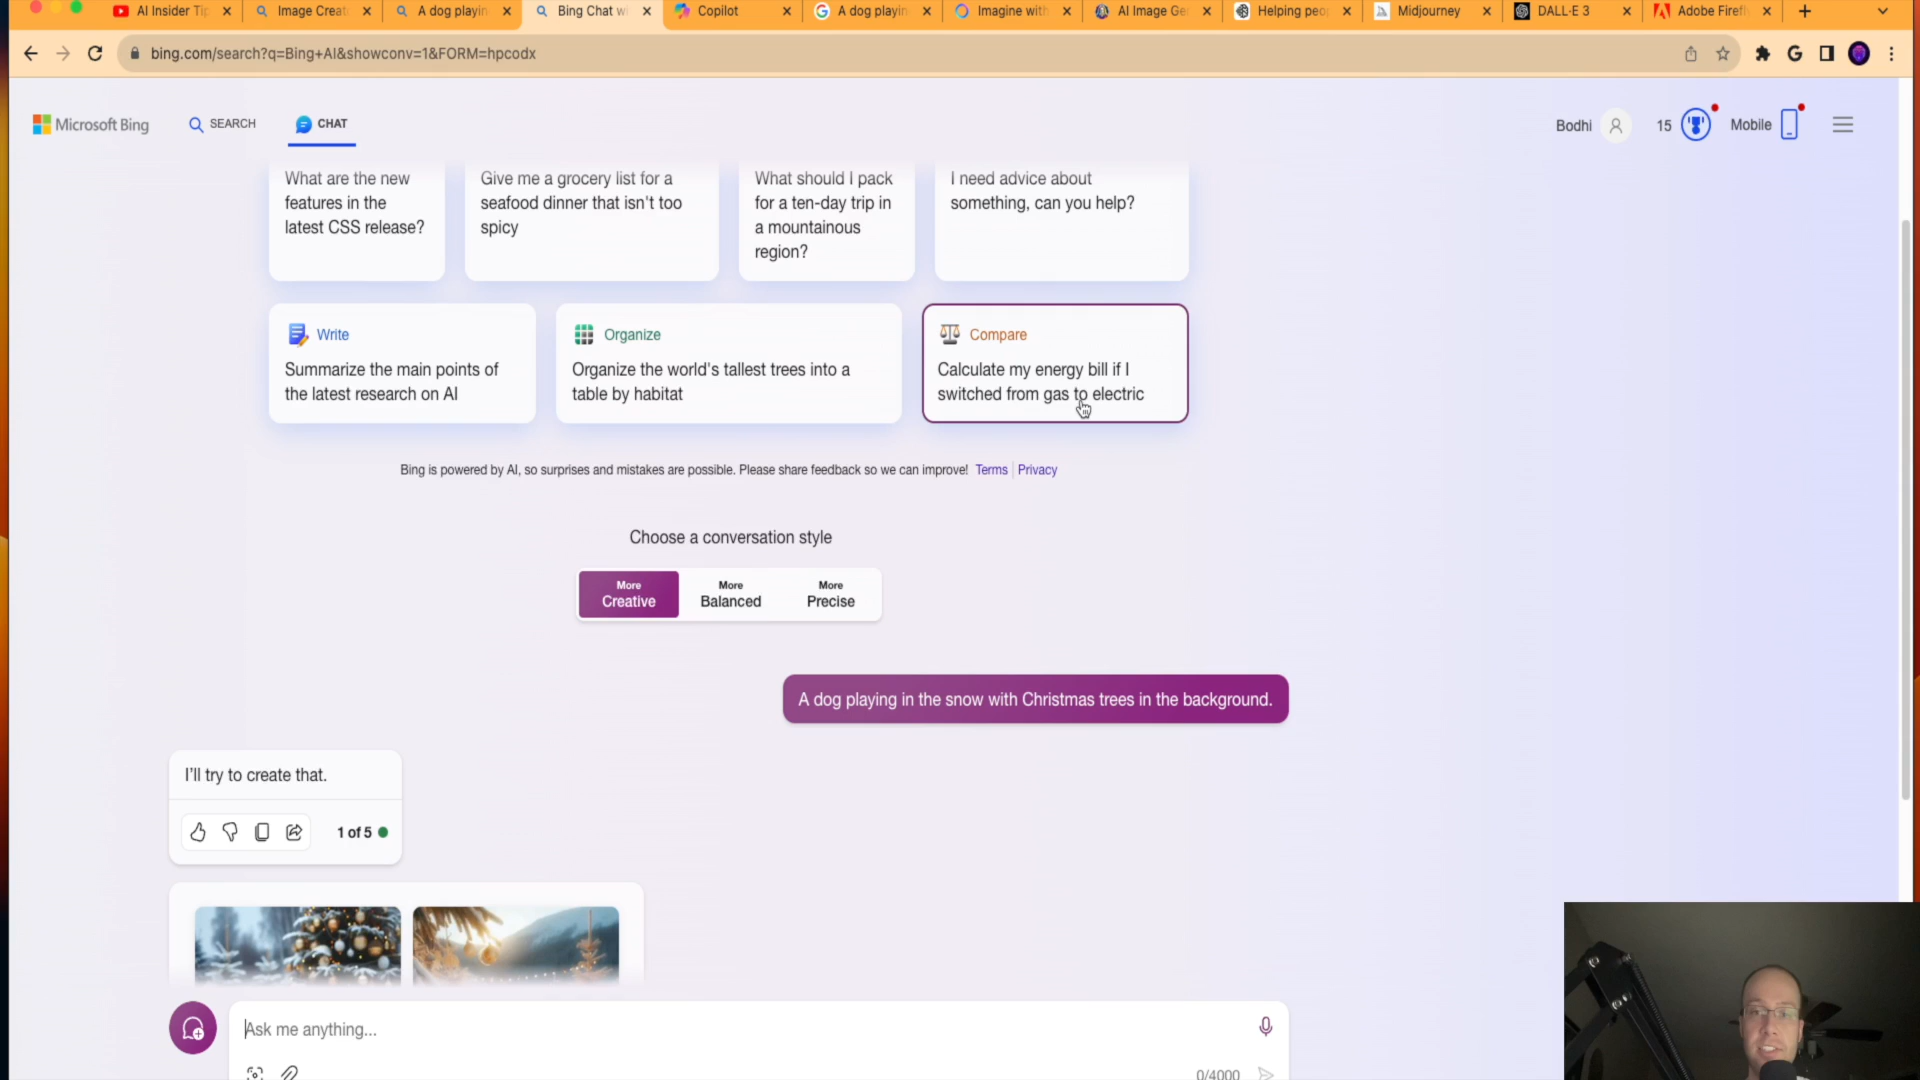 AI Insider Ti
Image Creat
A dog playin
Bing Chat w
Copilot
A dog playin
Imagine with
AI Image Ge
Helping peo
Midjourney
DALL·E 3
Adobe Firefl
bing.com/search?q=Bing+AI&showconv=1&FORM=hpcodx
Microsoft Bing
SEARCH
CHAT
Bodhi
15
Mobile
What are the new
features in the
latest CSS release?
Give me a grocery list for a
seafood dinner that isn't too
spicy
What should I pack
for a ten-day trip in
a mountainous
region?
I need advice about
something, can you help?
Write
Summarize the main points of
the latest research on AI
Organize
Organize the world's tallest trees into a
table by habitat
Compare
Calculate my energy bill if I
switched from gas to electric
Bing is powered by AI, so surprises and mistakes are possible. Please share feedback so we can improve! Terms Privacy
Choose a conversation style
More
Creative
More
Balanced
More
Precise
A dog playing in the snow with Christmas trees in the background.
I'll try to create that.
1 of 5
Ask me anything...
0/4000